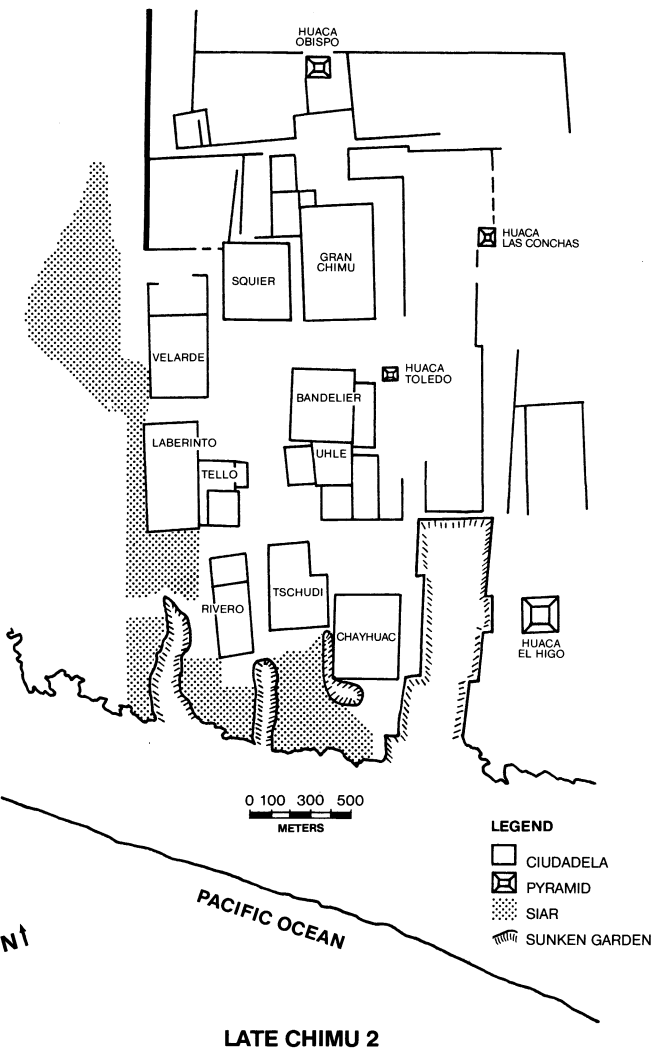 HUACA
OBISPO
HUACA
LAS CONCHAS
GRAN
CHIMU
SQUIER
VELARDE
HUACA
TOLEDO
BANDELIER
LABERINTO
UHLE
TELLO
TSCHUDI
RIVERO
CHAYHUAC
HUACA
EL HIGO
0 100 300 500
METERS
LEGEND
CIUDADELA
PYRAMID
SIAR
SUNKEN GARDEN
PACIFIC OCEAN
N
LATE CHIMU 2